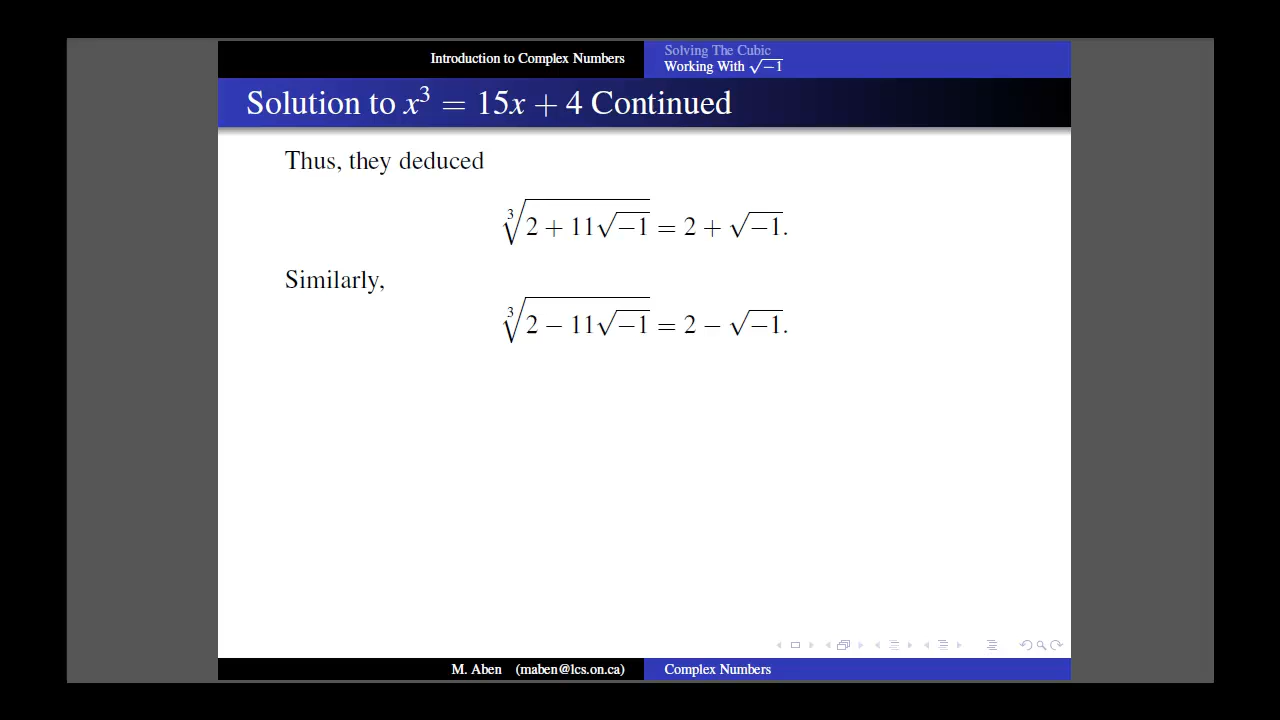 Introduction to Complex Numbers
Solving The Cubic
Working With √−1
Solution to x³ = 15x + 4 Continued
Thus, they deduced
∛(2 + 11√−1) = 2 + √−1.
Similarly,
∛(2 − 11√−1) = 2 − √−1.
M. Aben (maben@lcs.on.ca)
Complex Numbers